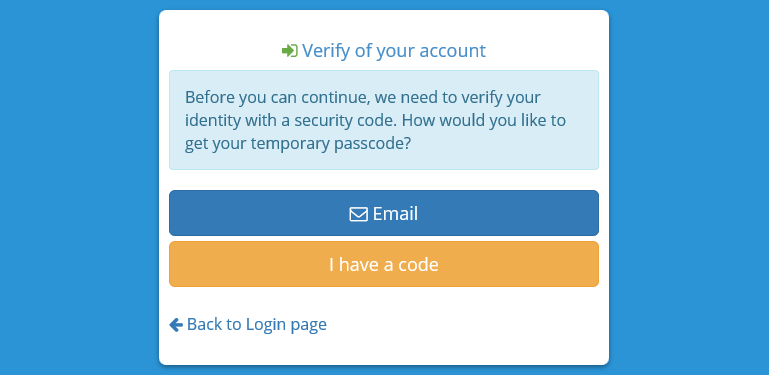 Verify of your account
Before you can continue, we need to verify your
identity with a security code. How would you like to
get your temporary passcode?
Email
I have a code
Back to Login page